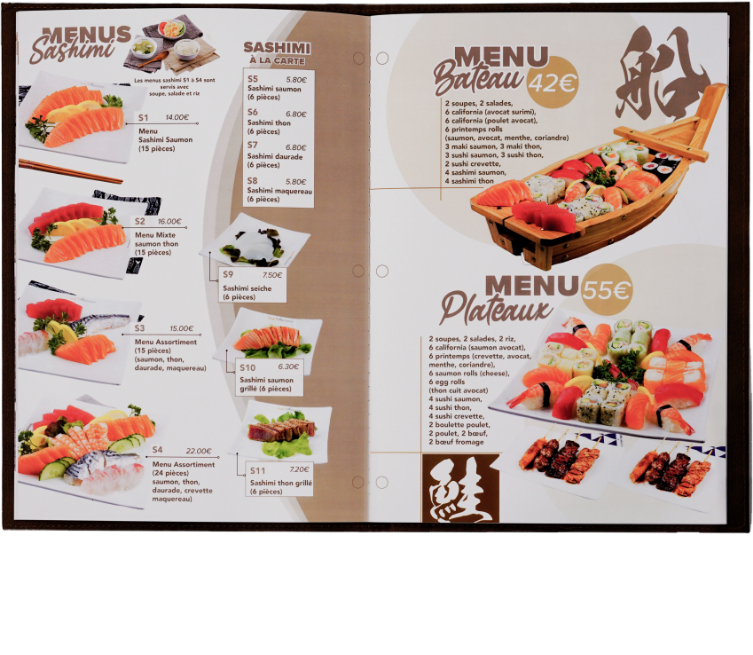 MENUS
Sashimi
Les menus sashimi S1 à S4 sont
servis avec
soupe, salade et riz
S1 14.00€
Menu
Sashimi Saumon
(15 pièces)
S2 16.00€
Menu Mixte
saumon thon
(15 pièces)
S3 15.00€
Menu Assortiment
(15 pièces)
(saumon, thon,
daurade, maquereau)
S4 22.00€
Menu Assortiment
(24 pièces)
saumon, thon,
daurade, crevette
maquereau)
SASHIMI
À LA CARTE
S5 5.80€
Sashimi saumon
(6 pièces)
S6 6.80€
Sashimi thon
(6 pièces)
S7 6.80€
Sashimi daurade
(6 pièces)
S8 5.80€
Sashimi maquereau
(6 pièces)
S9 7.50€
Sashimi seiche
(6 pièces)
S10 6.30€
Sashimi saumon
grillé (6 pièces)
S11 7.20€
Sashimi thon grillé
(6 pièces)
MENU
Bateau 42€
船
2 soupes, 2 salades,
6 california (avocat surimi),
6 california (poulet avocat),
6 printemps rolls
(saumon, avocat, menthe, coriandre)
3 maki saumon, 3 maki thon,
3 sushi saumon, 3 sushi thon,
2 sushi crevette,
4 sashimi saumon,
4 sashimi thon
MENU
Plateaux 55€
2 soupes, 2 salades, 2 riz,
6 california (saumon avocat),
6 printemps (crevette, avocat,
menthe, coriandre),
6 saumon rolls (cheese),
6 egg rolls
(thon cuit avocat)
4 sushi saumon,
4 sushi thon,
4 sushi crevette,
2 boulette poulet,
2 poulet, 2 bœuf,
2 bœuf fromage
鮭